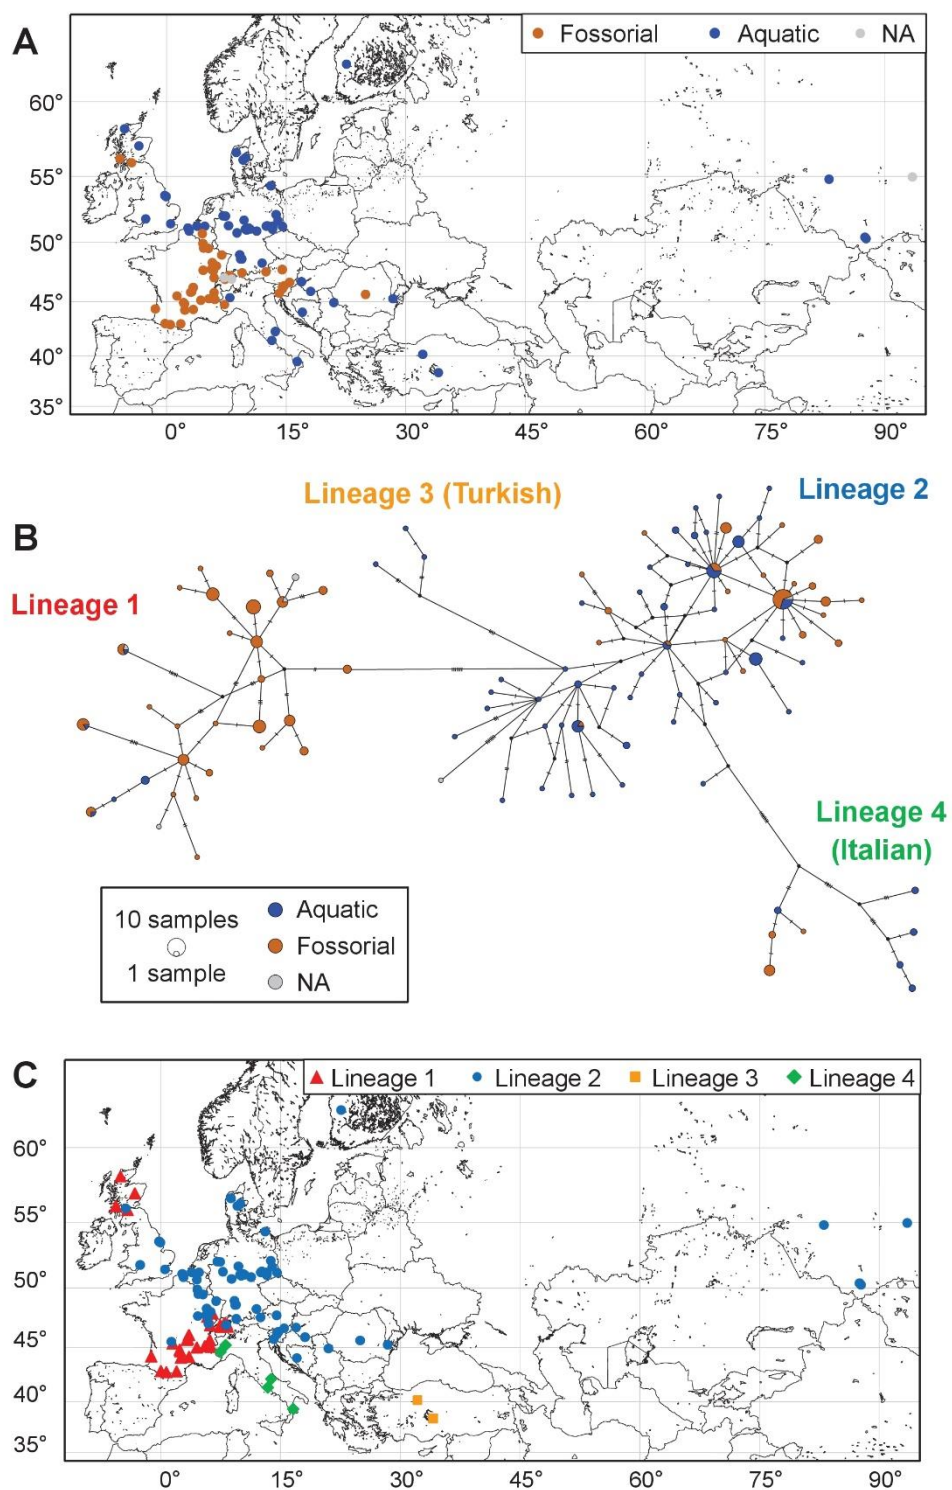 A
Fossorial Aquatic NA
60°
55°
50°
45°
40°
35°
0° 15° 30° 45° 60° 75° 90°
B
Lineage 3 (Turkish)
Lineage 2
Lineage 1
Lineage 4
(Italian)
10 samples
1 sample
Aquatic
Fossorial
NA
C
Lineage 1 Lineage 2 Lineage 3 Lineage 4
60°
55°
50°
45°
40°
35°
0° 15° 30° 45° 60° 75° 90°